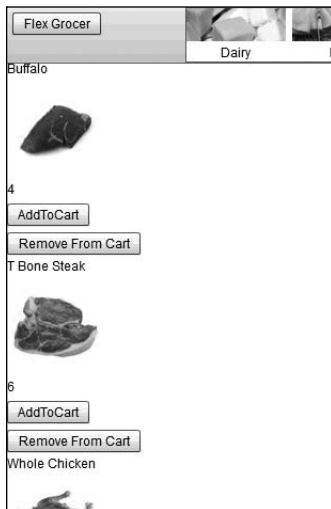 Flex Grocer
Dairy
Buffalo
4
AddToCart
Remove From Cart
T Bone Steak
6
AddToCart
Remove From Cart
Whole Chicken